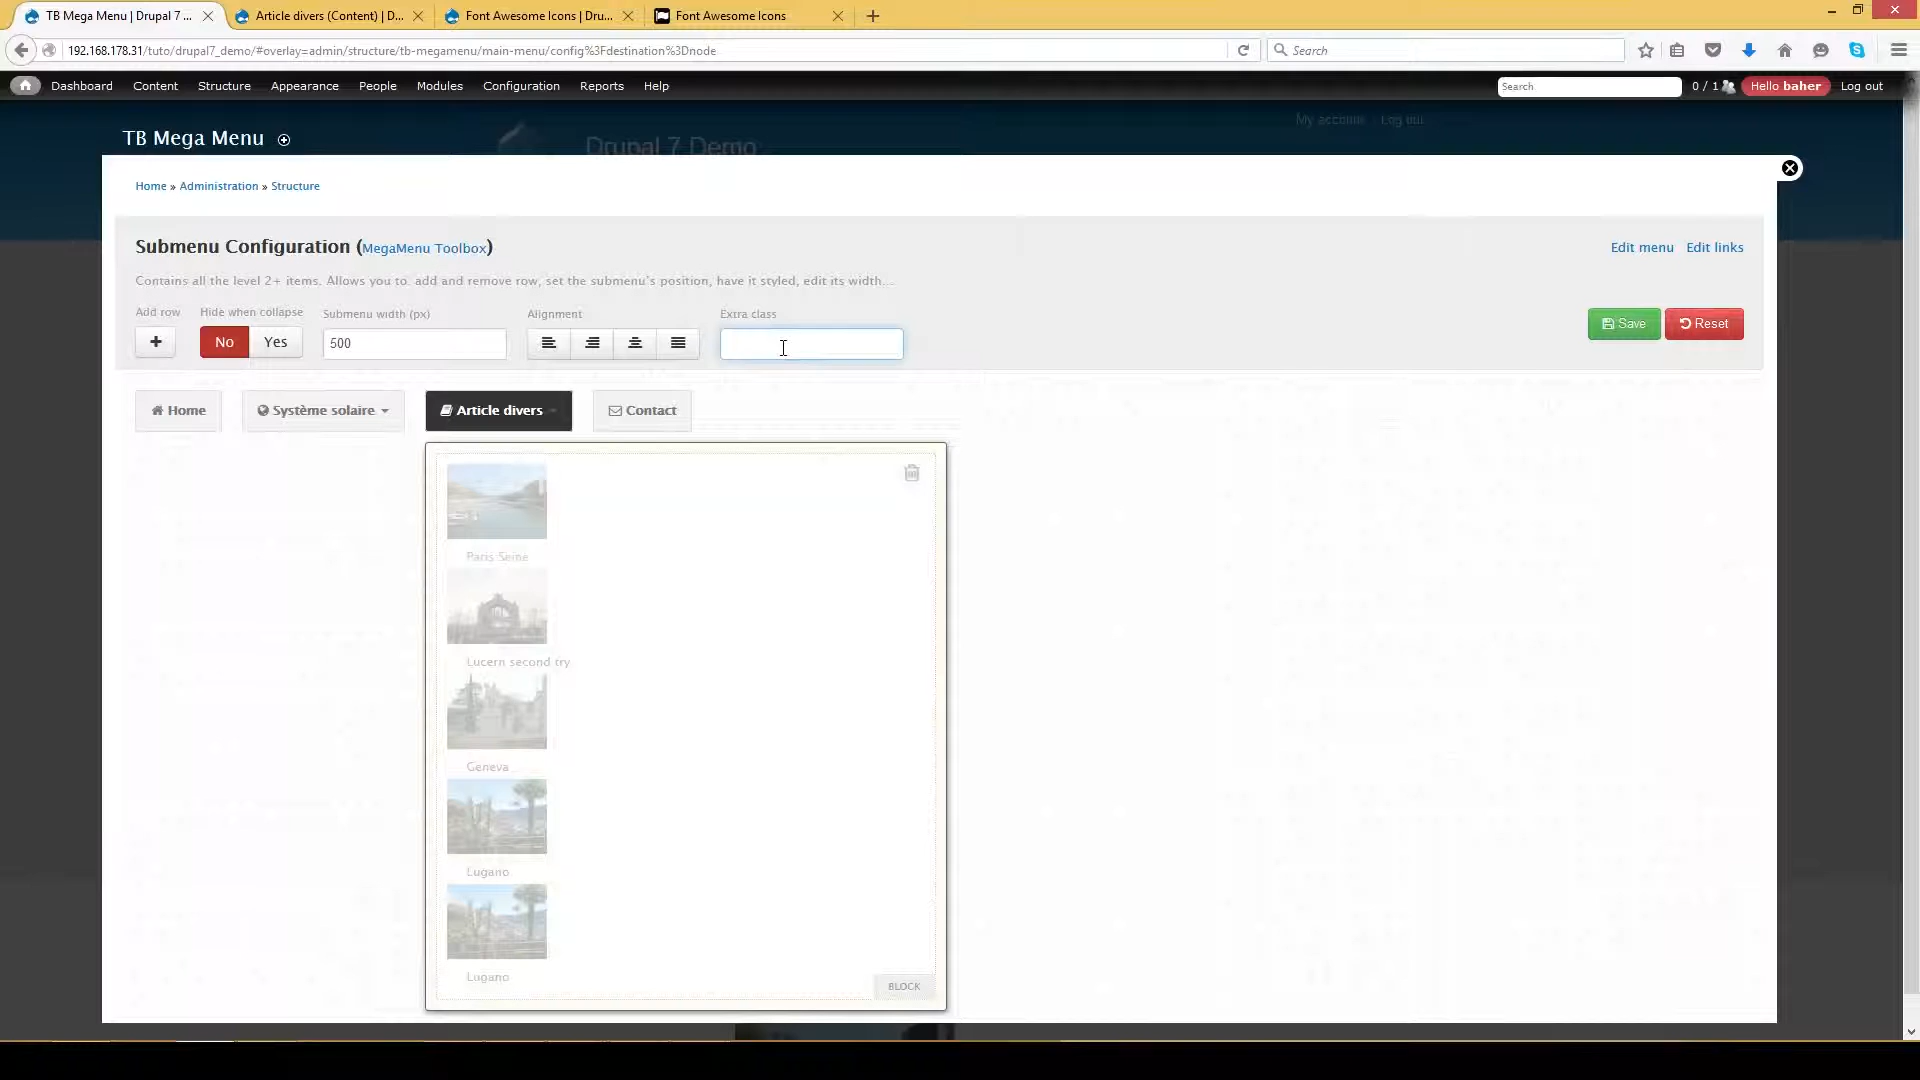 TB Mega Menu | Drupal 7 ...
Article divers (Content) | D...
Font Awesome Icons | Dru...
Font Awesome Icons
192.168.178.31/tuto/drupal7_demo/#overlay=admin/structure/tb-megamenu/main-menu/config%3Fdestination%3Dnode
Search
Dashboard Content Structure Appearance People Modules Configuration Reports Help
Search
0 / 1
Hello baher
Log out
My account Log out
Drupal 7 Demo
TB Mega Menu
Home » Administration » Structure
Submenu Configuration (MegaMenu Toolbox)
Edit menu Edit links
Contains all the level 2+ items. Allows you to: add and remove row, set the submenu's position, have it styled, edit its width...
Add row Hide when collapse Submenu width (px) Alignment Extra class
No Yes 500
Save Reset
Home Système solaire Article divers Contact
Paris Seine
Lucern second try
Geneva
Lugano
Lugano
BLOCK